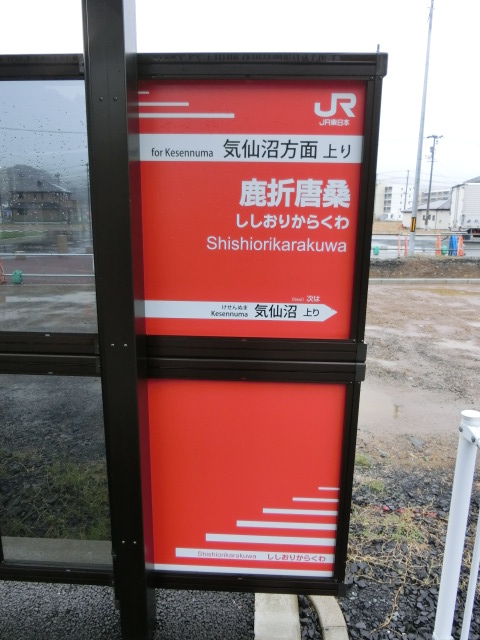 JR
JR東日本
for Kesennuma 気仙沼方面 上り
鹿折唐桑
ししおりからくわ
Shishiorikarakuwa
Next 次は
けせんぬま
Kesennuma 気仙沼 上り
Shishiorikarakuwa ししおりからくわ